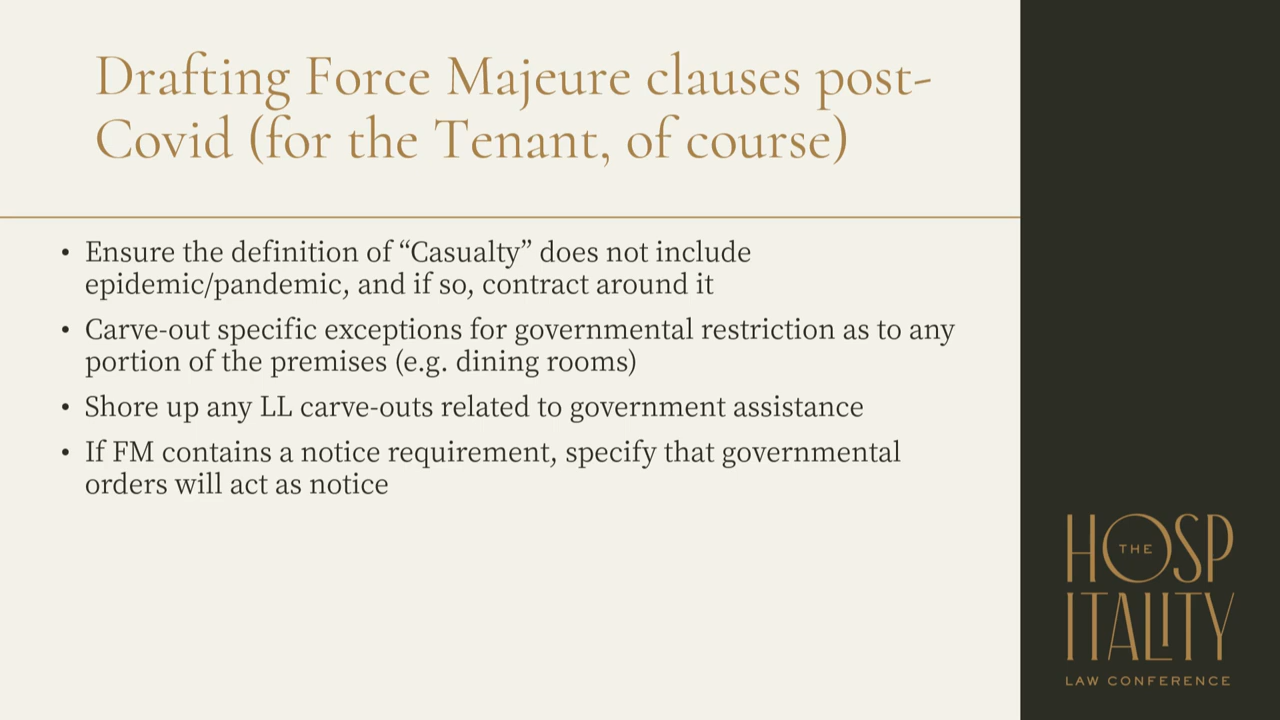 Drafting Force Majeure clauses post-
Covid (for the Tenant, of course)
• Ensure the definition of “Casualty” does not include
epidemic/pandemic, and if so, contract around it
• Carve-out specific exceptions for governmental restriction as to any
portion of the premises (e.g. dining rooms)
• Shore up any LL carve-outs related to government assistance
• If FM contains a notice requirement, specify that governmental
orders will act as notice
THE
HOSP
ITALITY
LAW CONFERENCE